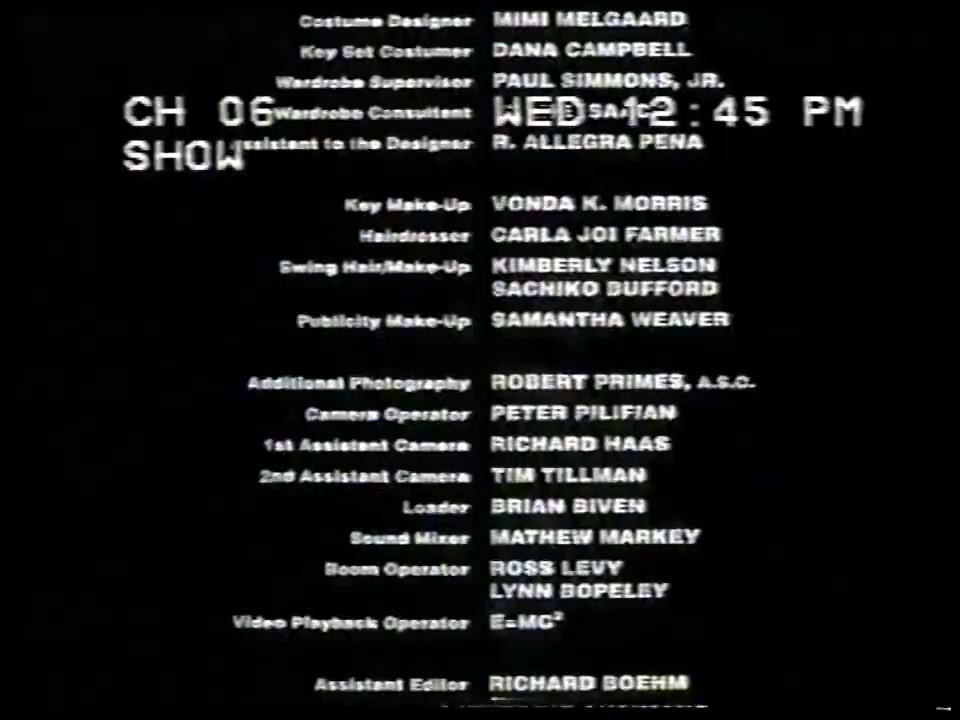 Costume Designer MIMI MELGAARD
Key Set Costumer DANA CAMPBELL
Wardrobe Supervisor PAUL SIMMONS, JR.
CH 06 WED 12:45 PM
Wardrobe Consultant
SHOW
Assistant to the Designer R. ALLEGRA PENA
Key Make-Up VONDA K. MORRIS
Hairdresser CARLA JOI FARMER
Swing Hair/Make-Up KIMBERLY NELSON
SACHIKO BUFFORD
Publicity Make-Up SAMANTHA WEAVER
Additional Photography ROBERT PRIMES, A.S.C.
Camera Operator PETER PILIFIAN
1st Assistant Camera RICHARD HAAS
2nd Assistant Camera TIM TILLMAN
Loader BRIAN BIVEN
Sound Mixer MATHEW MARKEY
Boom Operator ROSS LEVY
LYNN BOPELEY
Video Playback Operator E=MC²
Assistant Editor RICHARD BOEHM